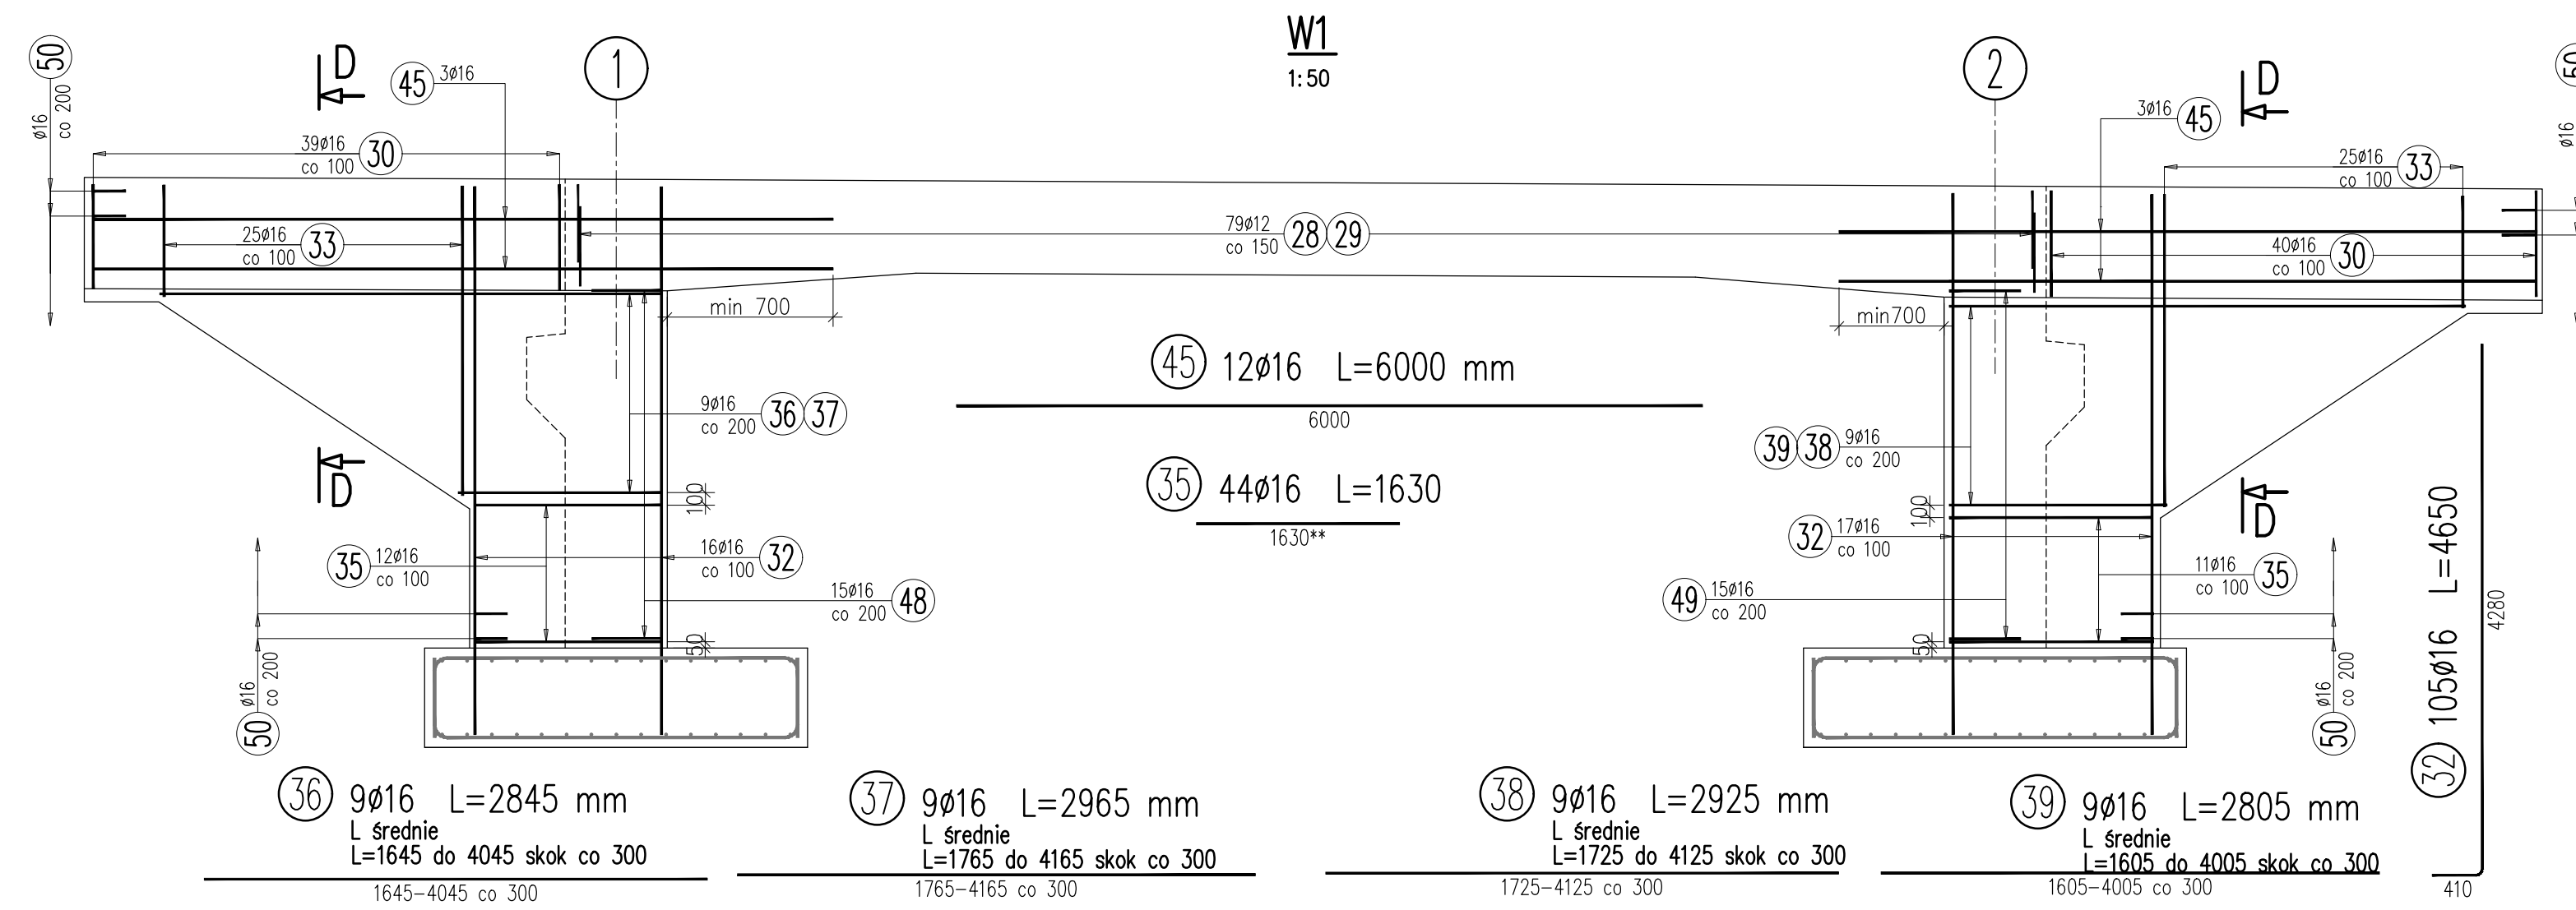 W1
1:50
50
ø16
co 200
D
45
3ø16
1
39ø16
co 100
30
25ø16
co 100
33
79ø12
co 150
28
29
2
3ø16
45
D
25ø16
co 100
33
40ø16
co 100
30
50
ø16
min 700
min700
45 12ø16 L=6000 mm
6000
35 44ø16 L=1630
1630**
9ø16
co 200
36
37
D
100
35
12ø16
co 100
16ø16
co 100
32
15ø16
co 200
48
50
ø16
co 200
50
39
38
9ø16
co 200
100
32
17ø16
co 100
D
49
15ø16
co 200
11ø16
co 100
35
50
ø16
co 200
50
32 105ø16 L=4650
4280
410
36 9ø16 L=2845 mm
L średnie
L=1645 do 4045 skok co 300
1645-4045 co 300
37 9ø16 L=2965 mm
L średnie
L=1765 do 4165 skok co 300
1765-4165 co 300
38 9ø16 L=2925 mm
L średnie
L=1725 do 4125 skok co 300
1725-4125 co 300
39 9ø16 L=2805 mm
L średnie
L=1605 do 4005 skok co 300
1605-4005 co 300